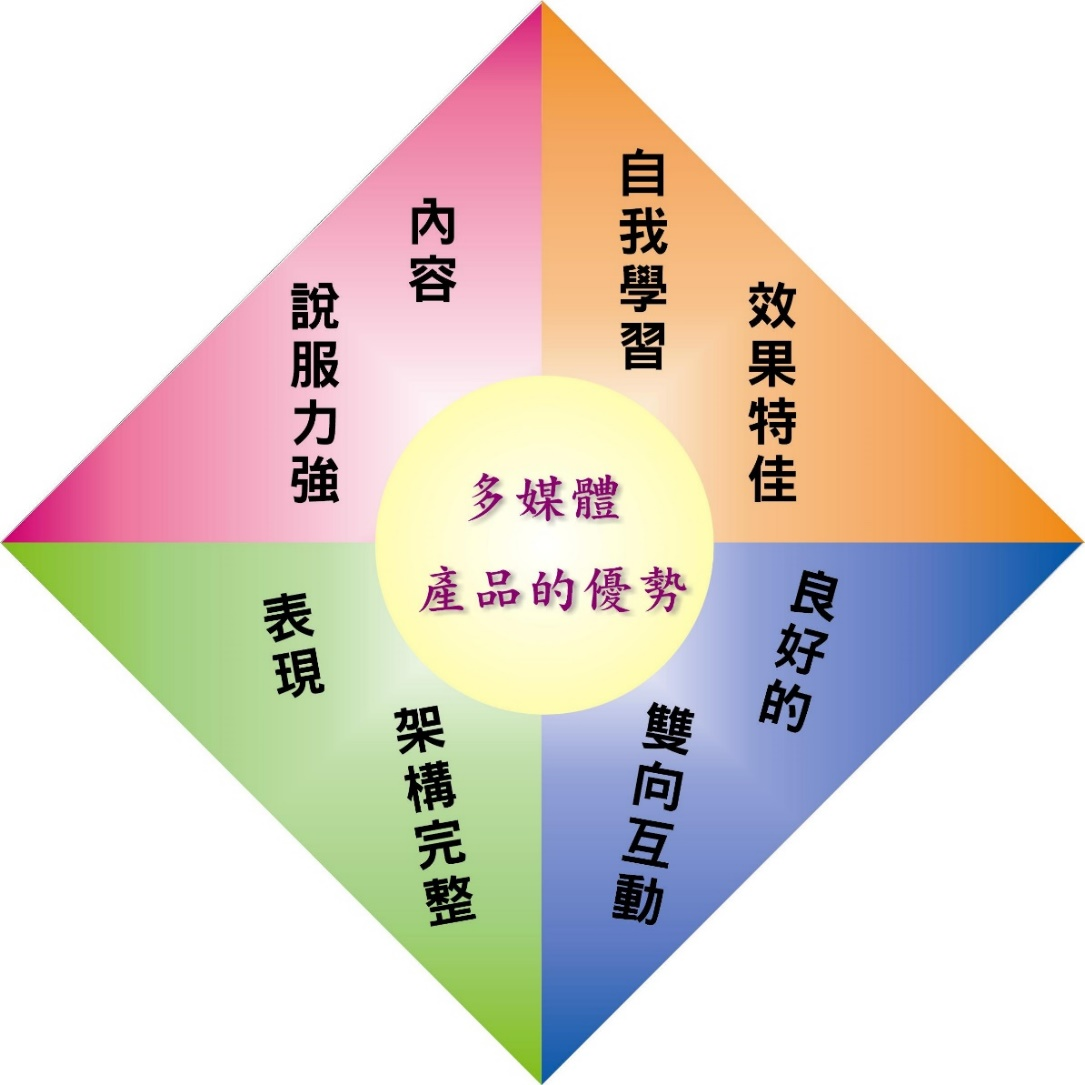 內容
說服力強
自我學習
效果特佳
多媒體
產品的優勢
表現
架構完整
良好的
雙向互動